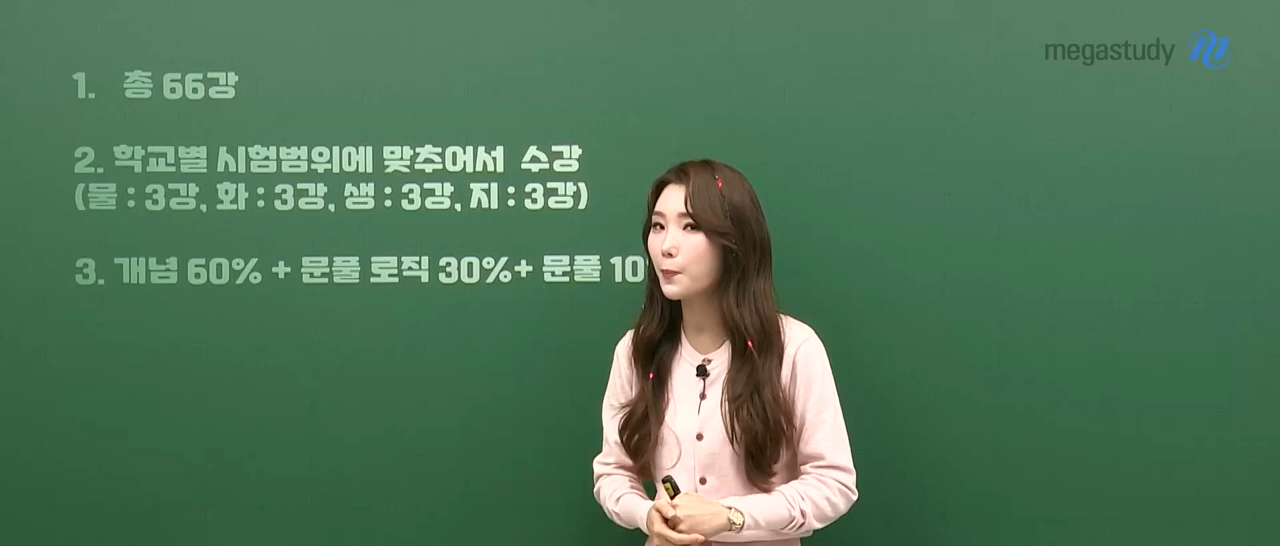 megastudy
1. 총 66강
2. 학교별 시험범위에 맞추어서 수강
(물 : 3강, 화 : 3강, 생 : 3강, 지 : 3강)
3. 개념 60% + 문풀 로직 30%+ 문풀 10